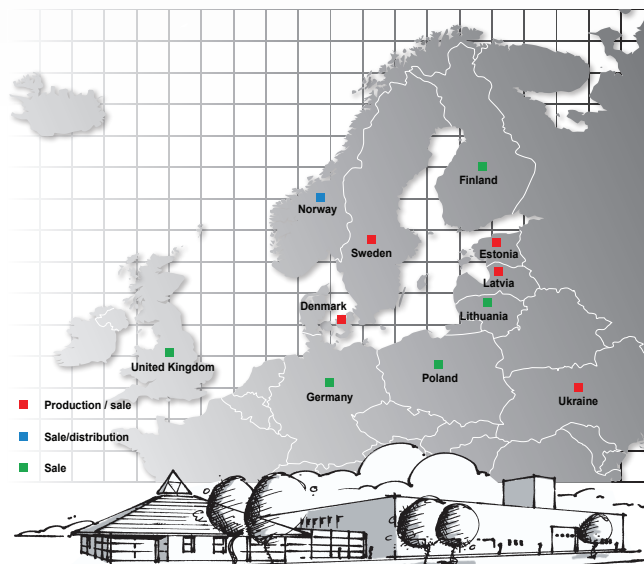 Finland
Norway
Estonia
Sweden
Latvia
Denmark
Lithuania
United Kingdom
Poland
Germany
Ukraine
Production / sale
Sale/distribution
Sale